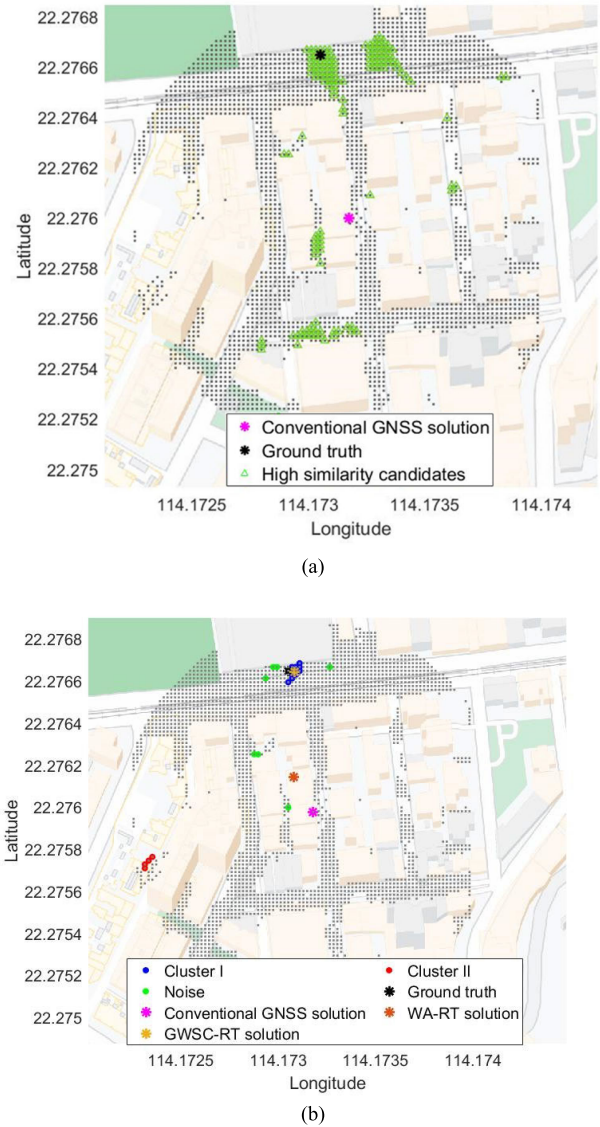 22.2768
22.2766
22.2764
22.2762
22.276
22.2758
22.2756
22.2754
22.2752
22.275
Latitude
Conventional GNSS solution
Ground truth
High similarity candidates
114.1725 114.173 114.1735 114.174
Longitude
(a)
22.2768
22.2766
22.2764
22.2762
22.276
22.2758
22.2756
22.2754
22.2752
22.275
Latitude
Cluster I Cluster II
Noise Ground truth
Conventional GNSS solution WA-RT solution
GWSC-RT solution
114.1725 114.173 114.1735 114.174
Longitude
(b)